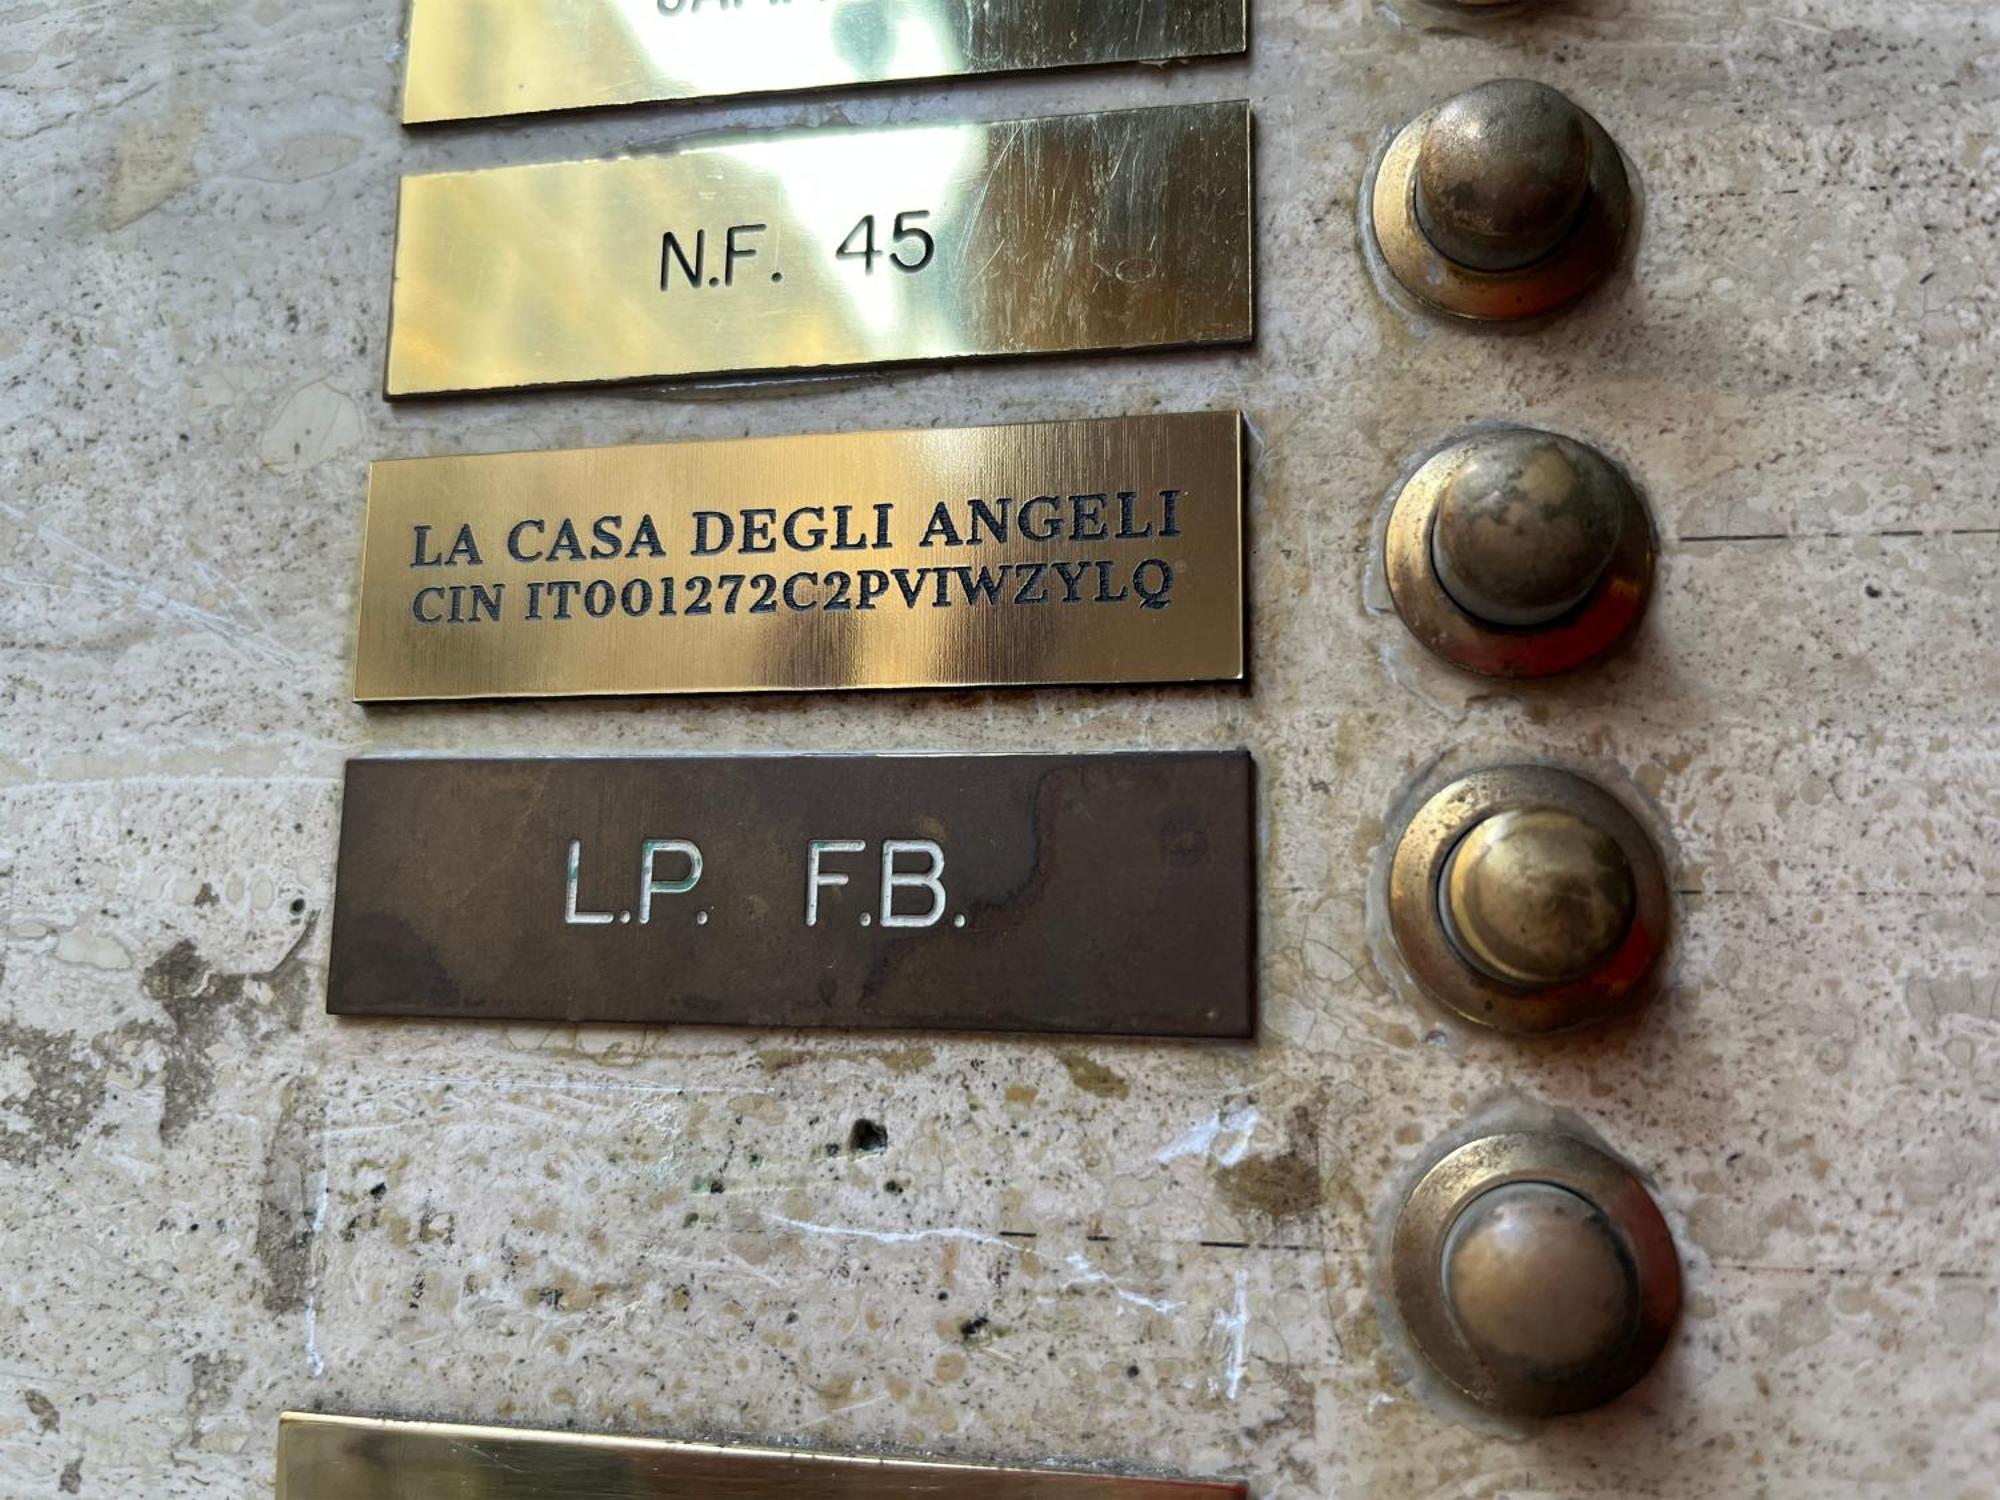 N.F. 45
LA CASA DEGLI ANGELI
CIN IT001272C2PVIWZYLQ
L.P. F.B.